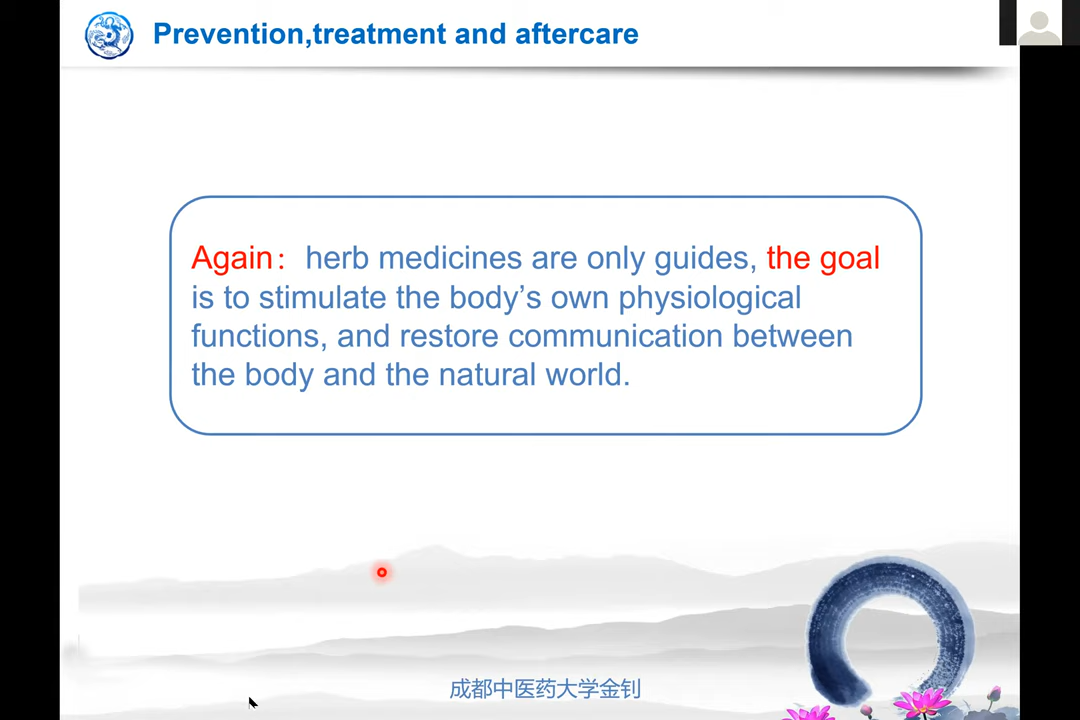 Prevention,treatment and aftercare
Again： herb medicines are only guides, the goal
is to stimulate the body’s own physiological
functions, and restore communication between
the body and the natural world.
成都中医药大学金钊